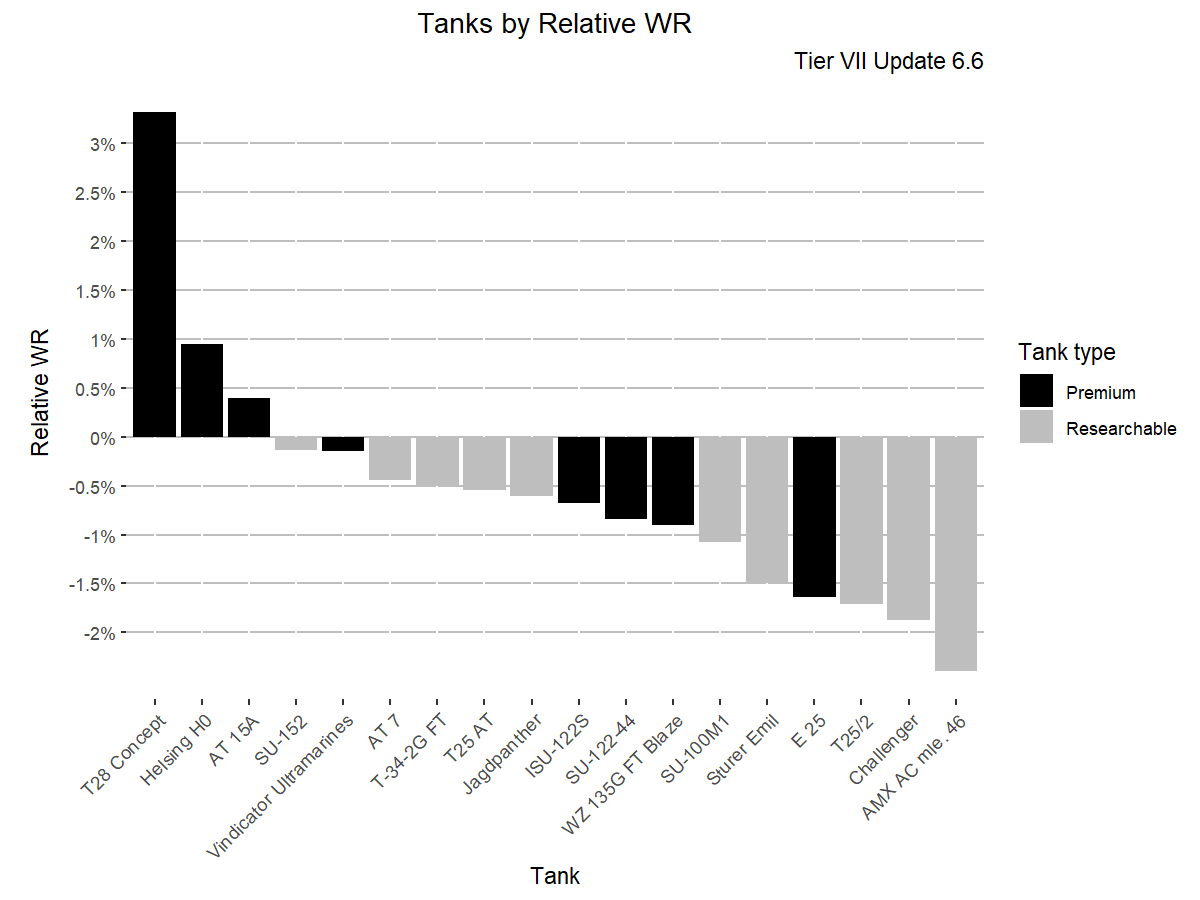 Tanks by Relative WR
Tier VII Update 6.6
Relative WR
3%
2.5%
2%
1.5%
1%
0.5%
0%
-0.5%
-1%
-1.5%
-2%
T28 Concept
Helsing H0
AT 15A
SU-152
Vindicator Ultramarines
AT 7
T-34-2G FT
T25 AT
Jagdpanther
ISU-122S
SU-122-44
WZ 135G FT Blaze
SU-100M1
Sturer Emil
E 25
T25/2
Challenger
AMX AC mle. 46
Tank
Tank type
Premium
Researchable